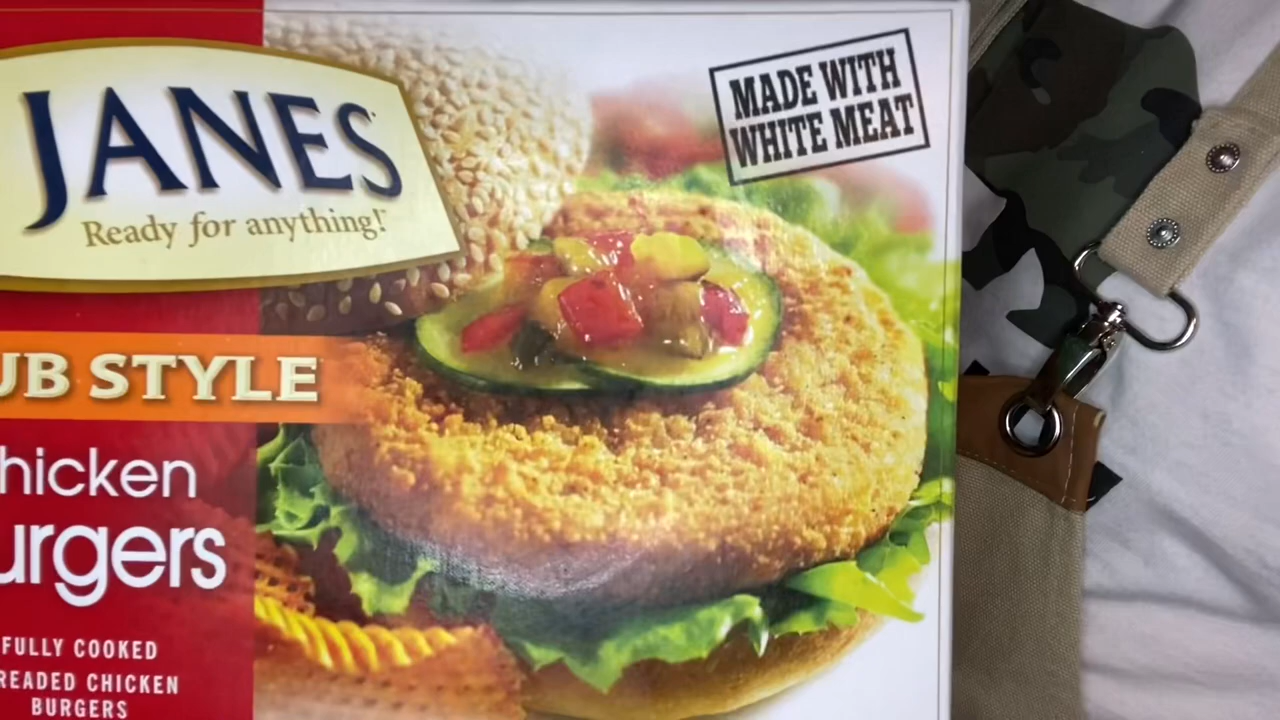 JANES
Ready for anything!
MADE WITH
WHITE MEAT
UB STYLE
hicken
urgers
FULLY COOKED
READED CHICKEN
BURGERS